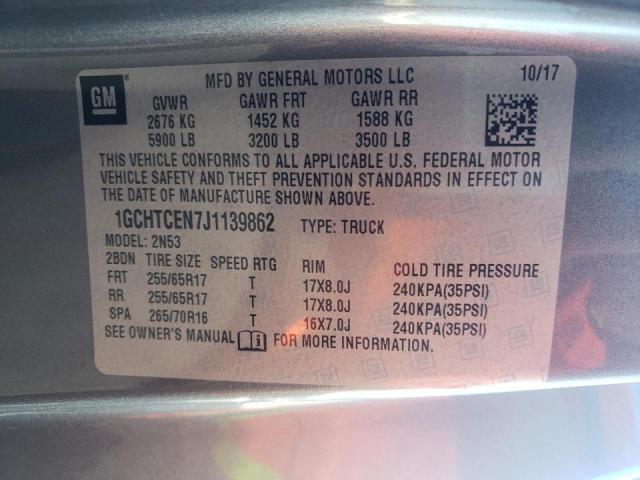 GM
MFD BY GENERAL MOTORS LLC 10/17
GVWR GAWR FRT GAWR RR
2676 KG 1452 KG 1588 KG
5900 LB 3200 LB 3500 LB
THIS VEHICLE CONFORMS TO ALL APPLICABLE U.S. FEDERAL MOTOR
VEHICLE SAFETY AND THEFT PREVENTION STANDARDS IN EFFECT ON
THE DATE OF MANUFACTURE SHOWN ABOVE.
1GCHTCEN7J1139862 TYPE: TRUCK
MODEL: 2N53
2BDN TIRE SIZE SPEED RTG RIM COLD TIRE PRESSURE
FRT 255/65R17 T 17X8.0J 240KPA(35PSI)
RR 255/65R17 T 17X8.0J 240KPA(35PSI)
SPA 265/70R16 T 16X7.0J 240KPA(35PSI)
SEE OWNER'S MANUAL FOR MORE INFORMATION